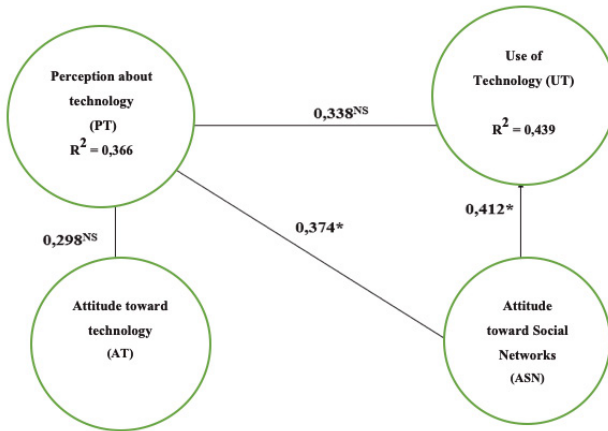 Perception about
technology
(PT)
R² = 0,366
Use of
Technology (UT)
R² = 0,439
0,338ᴺˢ
0,298ᴺˢ
0,374*
0,412*
Attitude toward
technology
(AT)
Attitude
toward Social
Networks
(ASN)